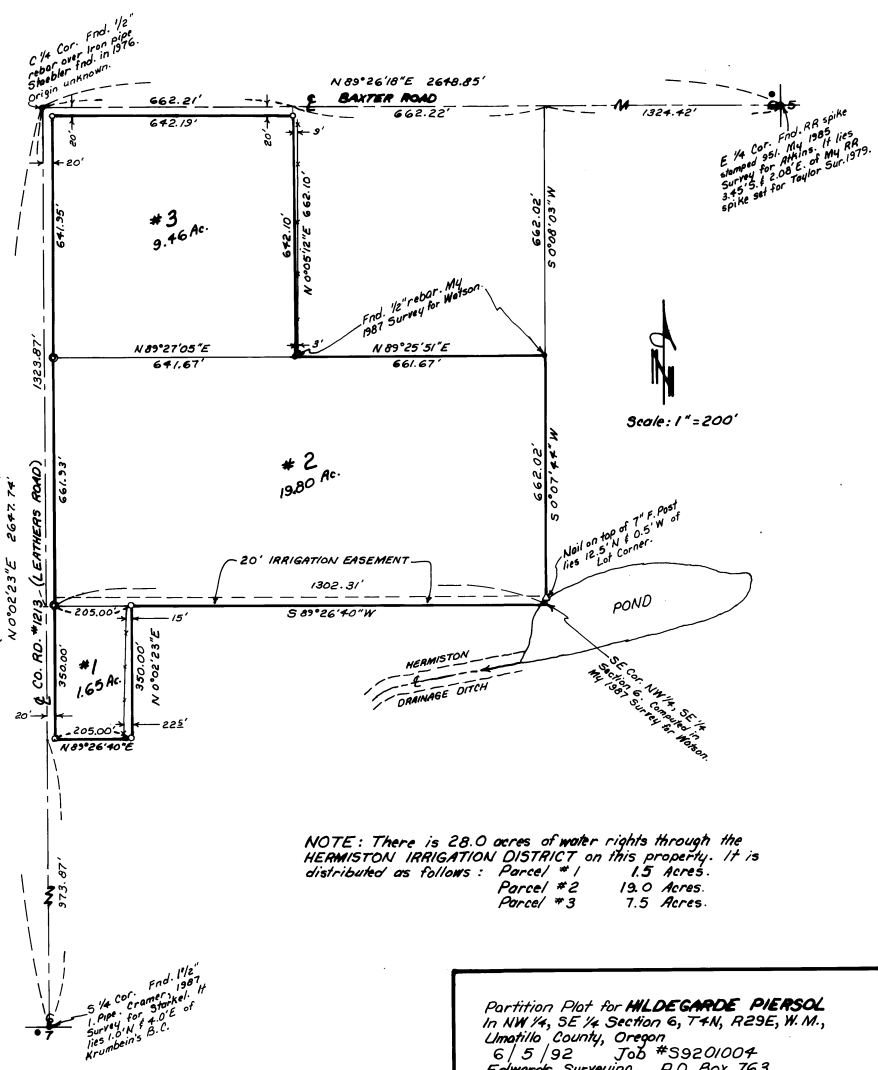 C 1/4 Cor. Fnd. 1/2"
rebar over Iron pipe
Staebler fnd. in 1976.
Origin unknown.
N 89°26'18"E 2648.85'
662.21'
℄ BAXTER ROAD
642.19'
662.22'
1324.42'
6 5
20'
20'
9'
20'
E 1/4 Cor. Fnd. RR spike
stamped 951. My 1985
Survey for Atkins. It lies
3.45'S. & 2.08'E. of My RR
spike set for Taylor Sur. 1979.
#3
9.46 Ac.
641.95'
642.10'
N 0°05'12"E 662.10'
662.02'
S 0°08'03"W
Fnd. 1/2" rebar. My
1987 Survey for Watson.
3'
N 89°27'05"E
641.67'
N 89°25'51"E
661.67'
1323.87'
Scale: 1"=200'
#2
19.80 Ac.
661.93'
662.02'
S 0°07'44"W
N 0°02'23"E 2647.74'
℄ CO. RD. #1213 (LEATHERS ROAD)
Nail on top of 7" F. Post
lies 12.5' N & 0.5' W of
Lot Corner.
20' IRRIGATION EASEMENT
1302.31'
S 89°26'40"W
205.00'
15'
POND
#1
1.65 Ac.
350.00'
350.00'
N 0°02'23"E
HERMISTON
℄
DRAINAGE DITCH
SE Cor. NW 1/4, SE 1/4
Section 6. Computed in
My 1987 Survey for Watson.
20'
205.00'
22.5'
N 89°26'40"E
973.87'
NOTE: There is 28.0 acres of water rights through the
HERMISTON IRRIGATION DISTRICT on this property. It is
distributed as follows: Parcel #1 1.5 Acres.
Parcel #2 19.0 Acres.
Parcel #3 7.5 Acres.
S 1/4 Cor. Fnd. 1 1/2"
I. Pipe. Cramer, 1987
Survey for Starkel. It
lies 1.0'N & 4.0'E of
Krumbein's B.C.
6
7
Partition Plat for HILDEGARDE PIERSOL
In NW 1/4, SE 1/4 Section 6, T4N, R29E, W.M.,
Umatilla County, Oregon
6/5/92 Job #S9201004
Edwards Surveying P.O. Box 763